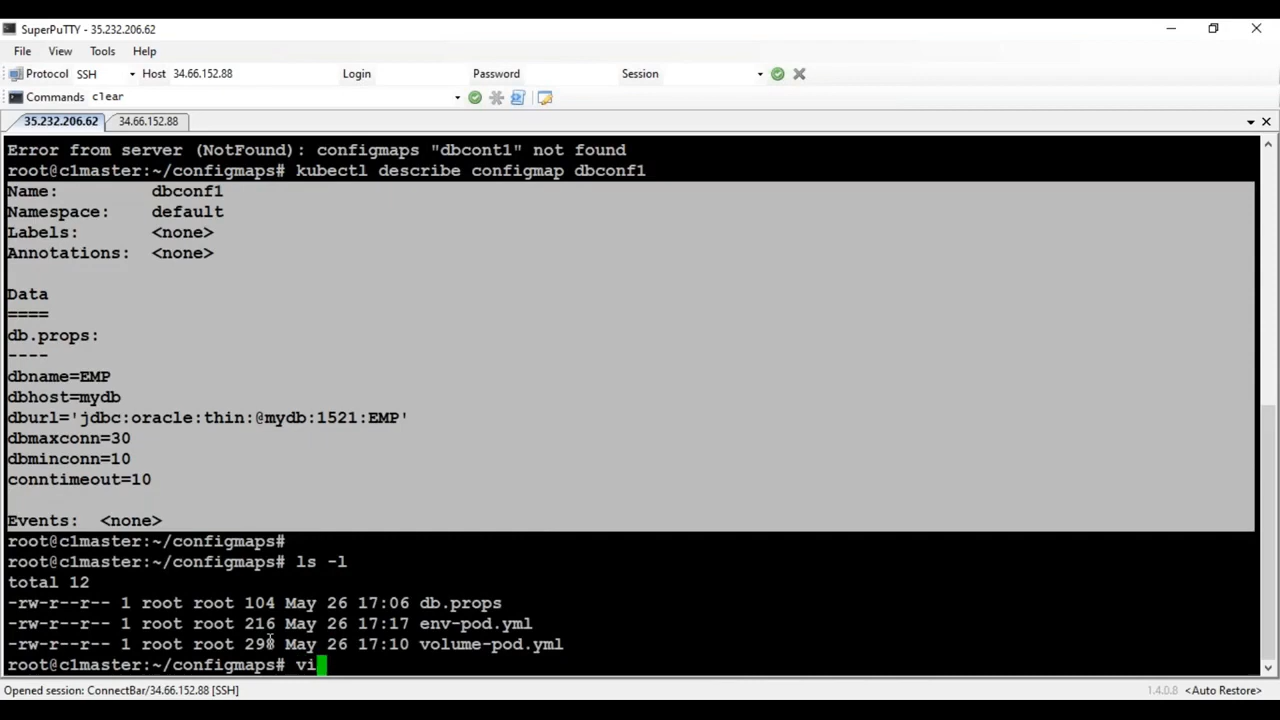 SuperPuTTY - 35.232.206.62
File View Tools Help
Protocol SSH Host 34.66.152.88 Login Password Session
Commands clear
35.232.206.62 34.66.152.88
Error from server (NotFound): configmaps "dbcont1" not found
root@c1master:~/configmaps# kubectl describe configmap dbconf1
Name: dbconf1
Namespace: default
Labels: <none>
Annotations: <none>
Data
====
db.props:
----
dbname=EMP
dbhost=mydb
dburl='jdbc:oracle:thin:@mydb:1521:EMP'
dbmaxconn=30
dbminconn=10
conntimeout=10
Events: <none>
root@c1master:~/configmaps#
root@c1master:~/configmaps# ls -l
total 12
-rw-r--r-- 1 root root 104 May 26 17:06 db.props
-rw-r--r-- 1 root root 216 May 26 17:17 env-pod.yml
-rw-r--r-- 1 root root 298 May 26 17:10 volume-pod.yml
root@c1master:~/configmaps# vi
Opened session: ConnectBar/34.66.152.88 [SSH] 1.4.0.8 <Auto Restore>